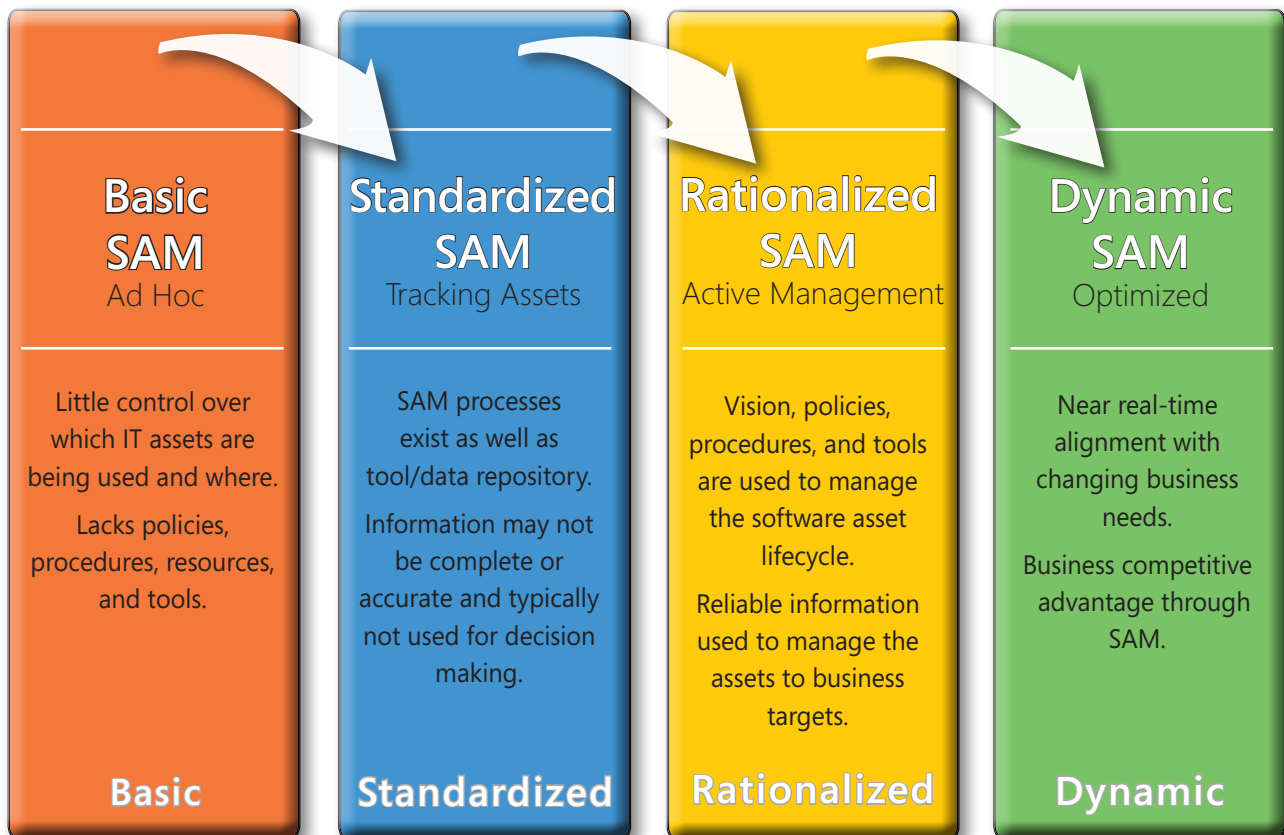 Basic
SAM
Ad Hoc
Little control over
which IT assets are
being used and where.
Lacks policies,
procedures, resources,
and tools.
Basic
Standardized
SAM
Tracking Assets
SAM processes
exist as well as
tool/data repository.
Information may not
be complete or
accurate and typically
not used for decision
making.
Standardized
Rationalized
SAM
Active Management
Vision, policies,
procedures, and tools
are used to manage
the software asset
lifecycle.
Reliable information
used to manage the
assets to business
targets.
Rationalized
Dynamic
SAM
Optimized
Near real-time
alignment with
changing business
needs.
Business competitive
advantage through
SAM.
Dynamic